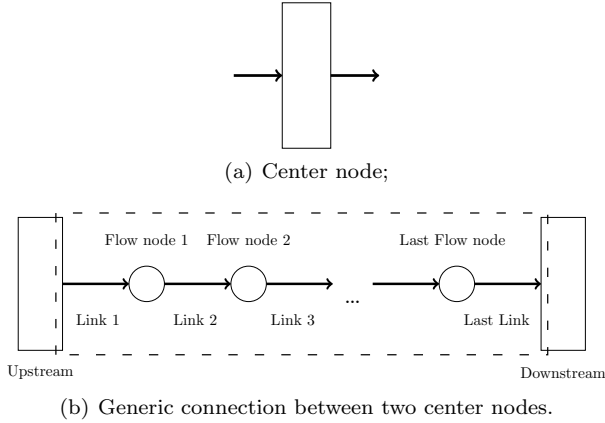 (a) Center node;
Flow node 1 Flow node 2 Last Flow node
...
Link 1 Link 2 Link 3 Last Link
Upstream Downstream
(b) Generic connection between two center nodes.